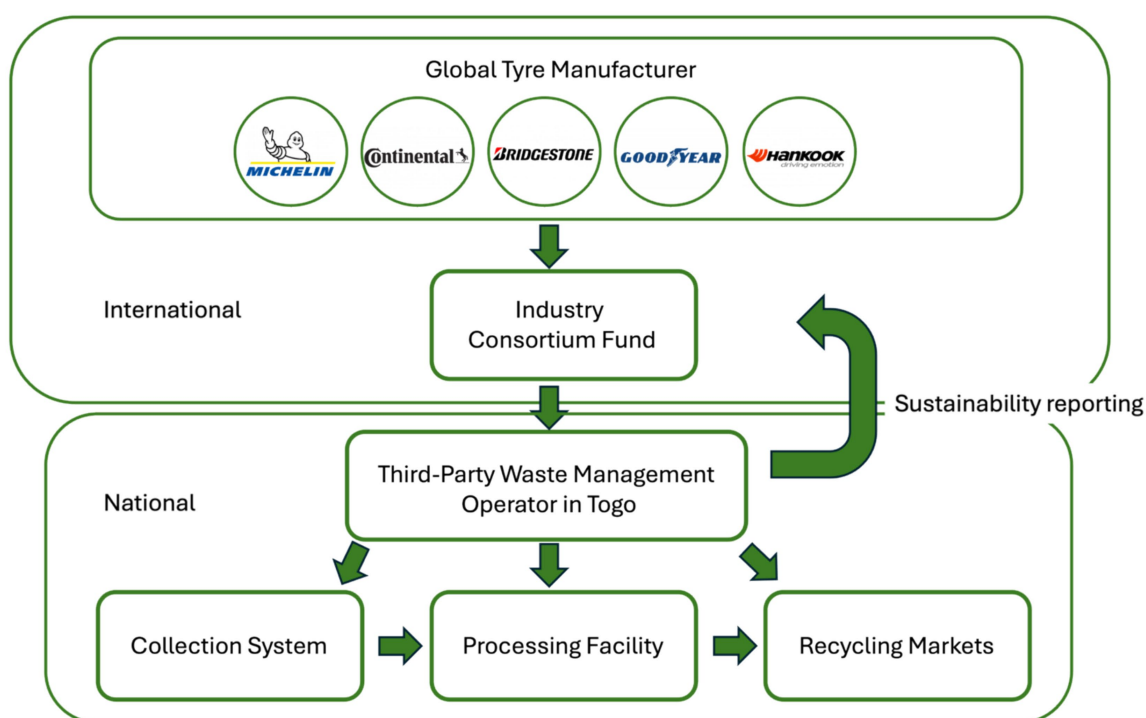 Global Tyre Manufacturer
MICHELIN
Continental
BRIDGESTONE
GOODYEAR
HANKOOK
driving emotion
International
Industry
Consortium Fund
Sustainability reporting
National
Third-Party Waste Management
Operator in Togo
Collection System
Processing Facility
Recycling Markets